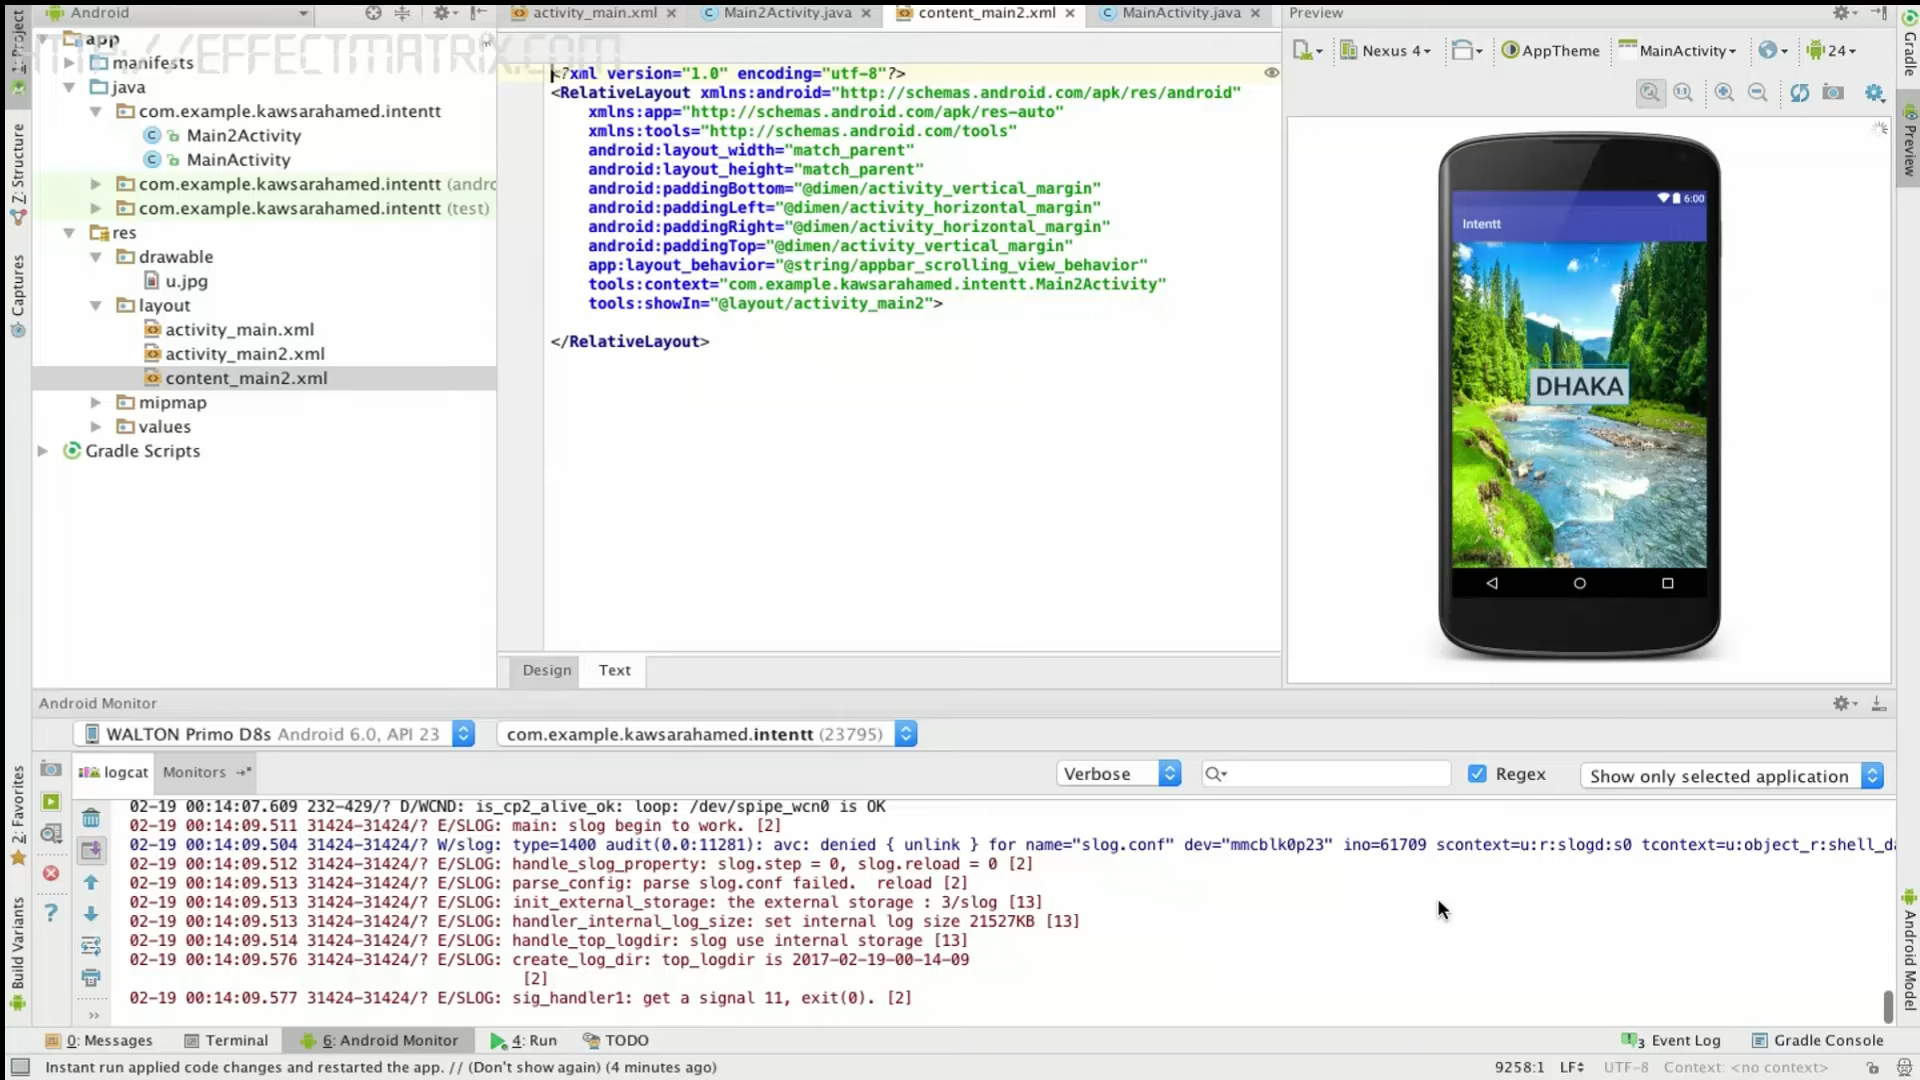 Android
activity_main.xml
Main2Activity.java
content_main2.xml
MainActivity.java
Preview
HTTP://EFFECTMATRIX.COM
app
manifests
java
com.example.kawsarahamed.intentt
Main2Activity
MainActivity
com.example.kawsarahamed.intentt (andro
com.example.kawsarahamed.intentt (test)
res
drawable
u.jpg
layout
activity_main.xml
activity_main2.xml
content_main2.xml
mipmap
values
Gradle Scripts
Project
Z: Structure
Captures
2: Favorites
Build Variants
<?xml version="1.0" encoding="utf-8"?>
<RelativeLayout xmlns:android="http://schemas.android.com/apk/res/android"
xmlns:app="http://schemas.android.com/apk/res-auto"
xmlns:tools="http://schemas.android.com/tools"
android:layout_width="match_parent"
android:layout_height="match_parent"
android:paddingBottom="@dimen/activity_vertical_margin"
android:paddingLeft="@dimen/activity_horizontal_margin"
android:paddingRight="@dimen/activity_horizontal_margin"
android:paddingTop="@dimen/activity_vertical_margin"
app:layout_behavior="@string/appbar_scrolling_view_behavior"
tools:context="com.example.kawsarahamed.intentt.Main2Activity"
tools:showIn="@layout/activity_main2">
</RelativeLayout>
Design Text
Nexus 4 AppTheme MainActivity 24
6:00
Intentt
DHAKA
Gradle
Preview
Android Model
Android Monitor
WALTON Primo D8s Android 6.0, API 23
com.example.kawsarahamed.intentt (23795)
logcat Monitors
Verbose
Regex
Show only selected application
02-19 00:14:07.609 232-429/? D/WCND: is_cp2_alive_ok: loop: /dev/spipe_wcn0 is OK
02-19 00:14:09.511 31424-31424/? E/SLOG: main: slog begin to work. [2]
02-19 00:14:09.504 31424-31424/? W/slog: type=1400 audit(0.0:11281): avc: denied { unlink } for name="slog.conf" dev="mmcblk0p23" ino=61709 scontext=u:r:slogd:s0 tcontext=u:object_r:shell_da
02-19 00:14:09.512 31424-31424/? E/SLOG: handle_slog_property: slog.step = 0, slog.reload = 0 [2]
02-19 00:14:09.513 31424-31424/? E/SLOG: parse_config: parse slog.conf failed. reload [2]
02-19 00:14:09.513 31424-31424/? E/SLOG: init_external_storage: the external storage : 3/slog [13]
02-19 00:14:09.513 31424-31424/? E/SLOG: handler_internal_log_size: set internal log size 21527KB [13]
02-19 00:14:09.514 31424-31424/? E/SLOG: handle_top_logdir: slog use internal storage [13]
02-19 00:14:09.576 31424-31424/? E/SLOG: create_log_dir: top_logdir is 2017-02-19-00-14-09
[2]
02-19 00:14:09.577 31424-31424/? E/SLOG: sig_handler1: get a signal 11, exit(0). [2]
0: Messages Terminal 6: Android Monitor 4: Run TODO
3 Event Log Gradle Console
Instant run applied code changes and restarted the app. // (Don't show again) (4 minutes ago)
9258:1 LF UTF-8 Context: <no context>